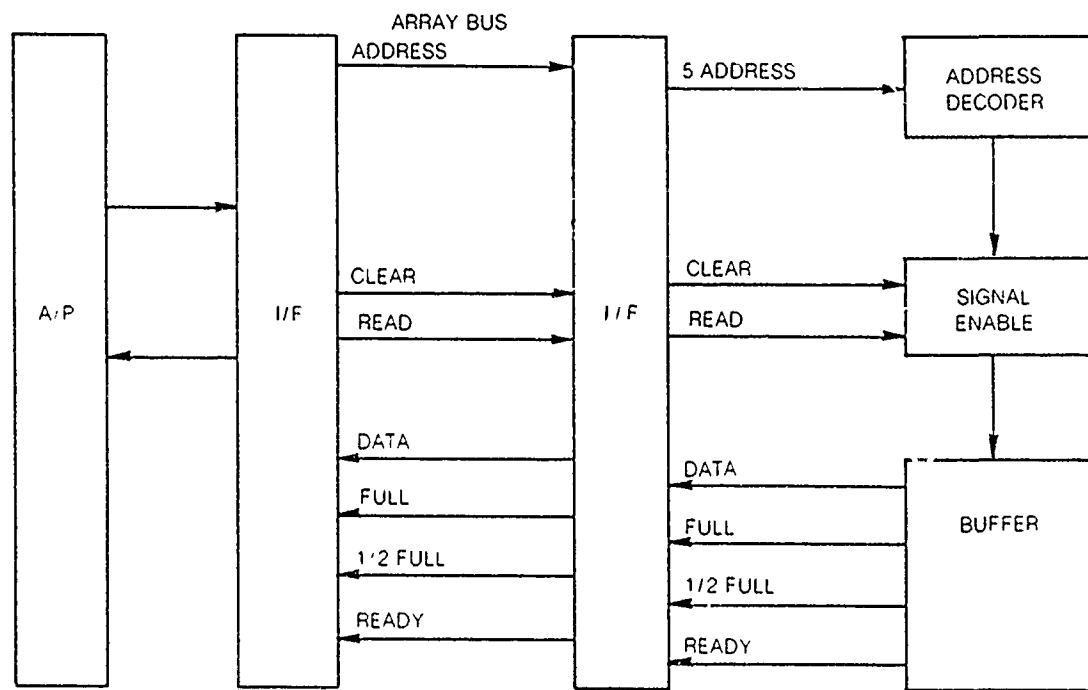 ARRAY BUS
ADDRESS
5 ADDRESS
ADDRESS
DECODER
CLEAR
CLEAR
A/P
I/F
I/F
SIGNAL
ENABLE
READ
READ
DATA
DATA
FULL
FULL
BUFFER
1/2 FULL
1/2 FULL
READY
READY